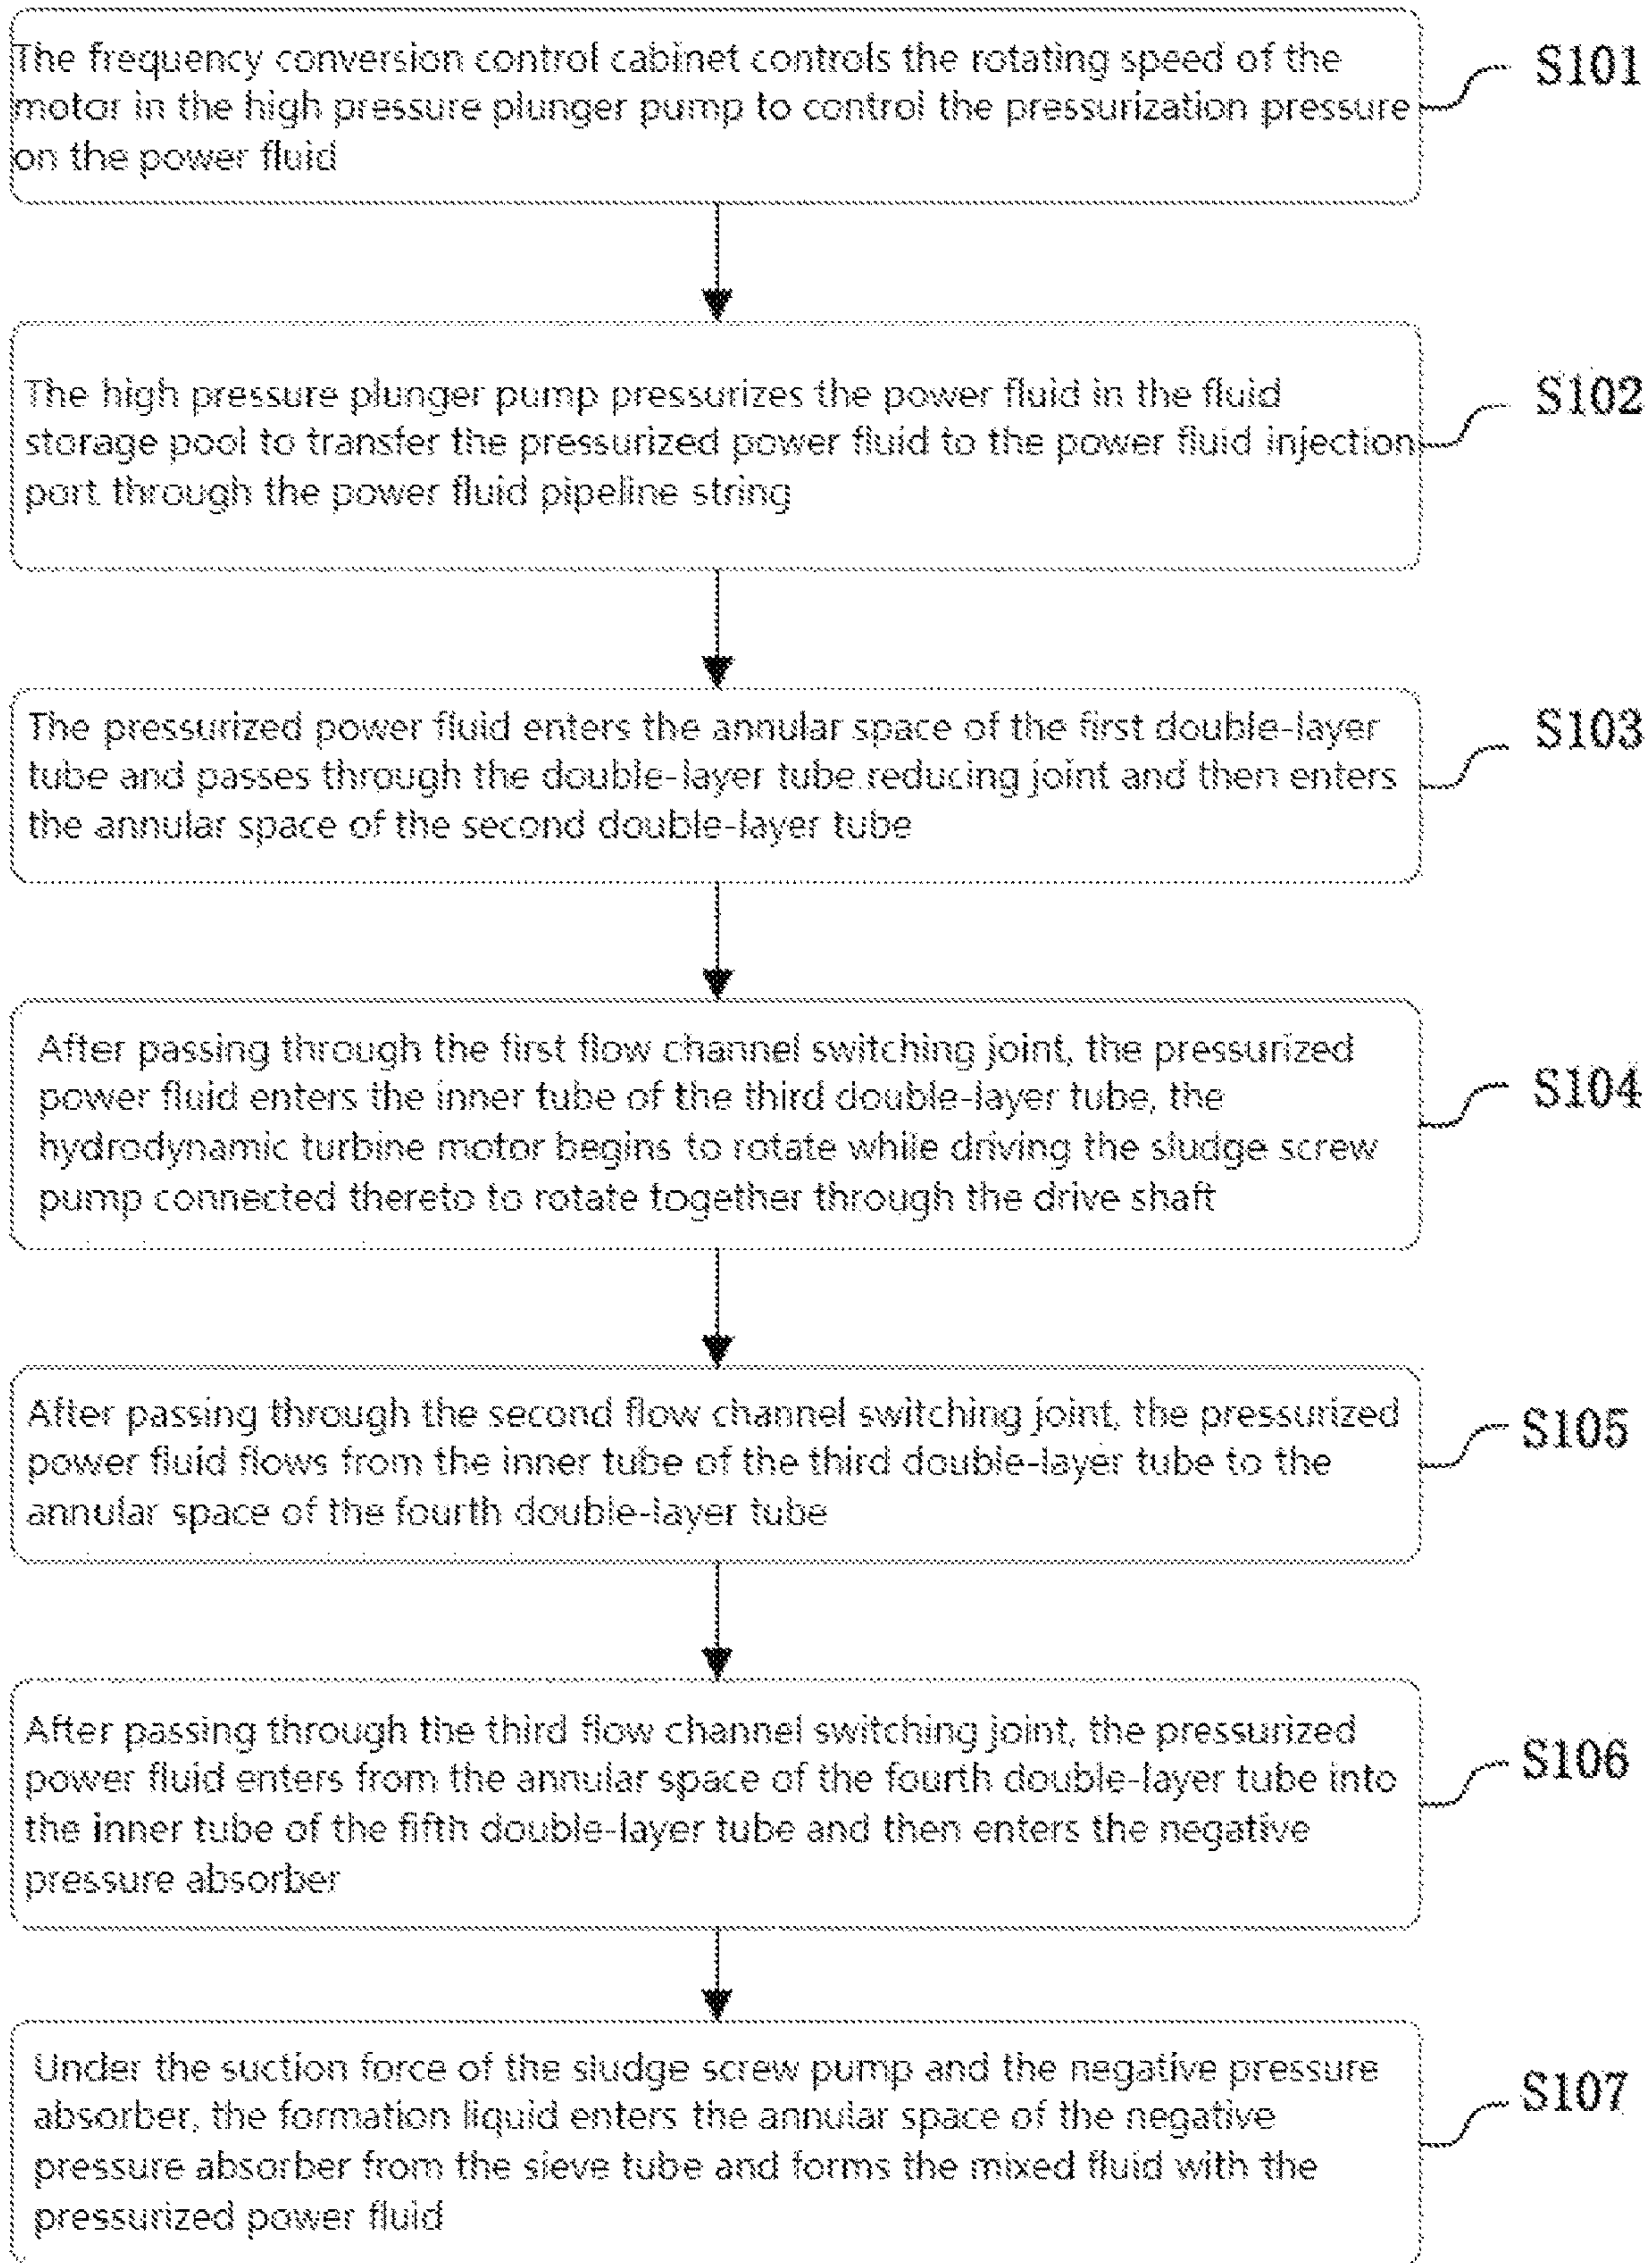 The frequency conversion control cabinet controls the rotating speed of the
motor in the high pressure plunger pump to control the pressurization pressure
on the power fluid
S101
The high pressure plunger pump pressurizes the power fluid in the fluid
storage pool to transfer the pressurized power fluid to the power fluid injection
port through the power fluid pipeline string
S102
The pressurized power fluid enters the annular space of the first double-layer
tube and passes through the double-layer tube reducing joint and then enters
the annular space of the second double-layer tube
S103
After passing through the first flow channel switching joint, the pressurized
power fluid enters the inner tube of the third double-layer tube, the
hydrodynamic turbine motor begins to rotate while driving the sludge screw
pump connected thereto to rotate together through the drive shaft
S104
After passing through the second flow channel switching joint, the pressurized
power fluid flows from the inner tube of the third double-layer tube to the
annular space of the fourth double-layer tube
S105
After passing through the third flow channel switching joint, the pressurized
power fluid enters from the annular space of the fourth double-layer tube into
the inner tube of the fifth double-layer tube and then enters the negative
pressure absorber
S106
Under the suction force of the sludge screw pump and the negative pressure
absorber, the formation liquid enters the annular space of the negative
pressure absorber from the sieve tube and forms the mixed fluid with the
pressurized power fluid
S107